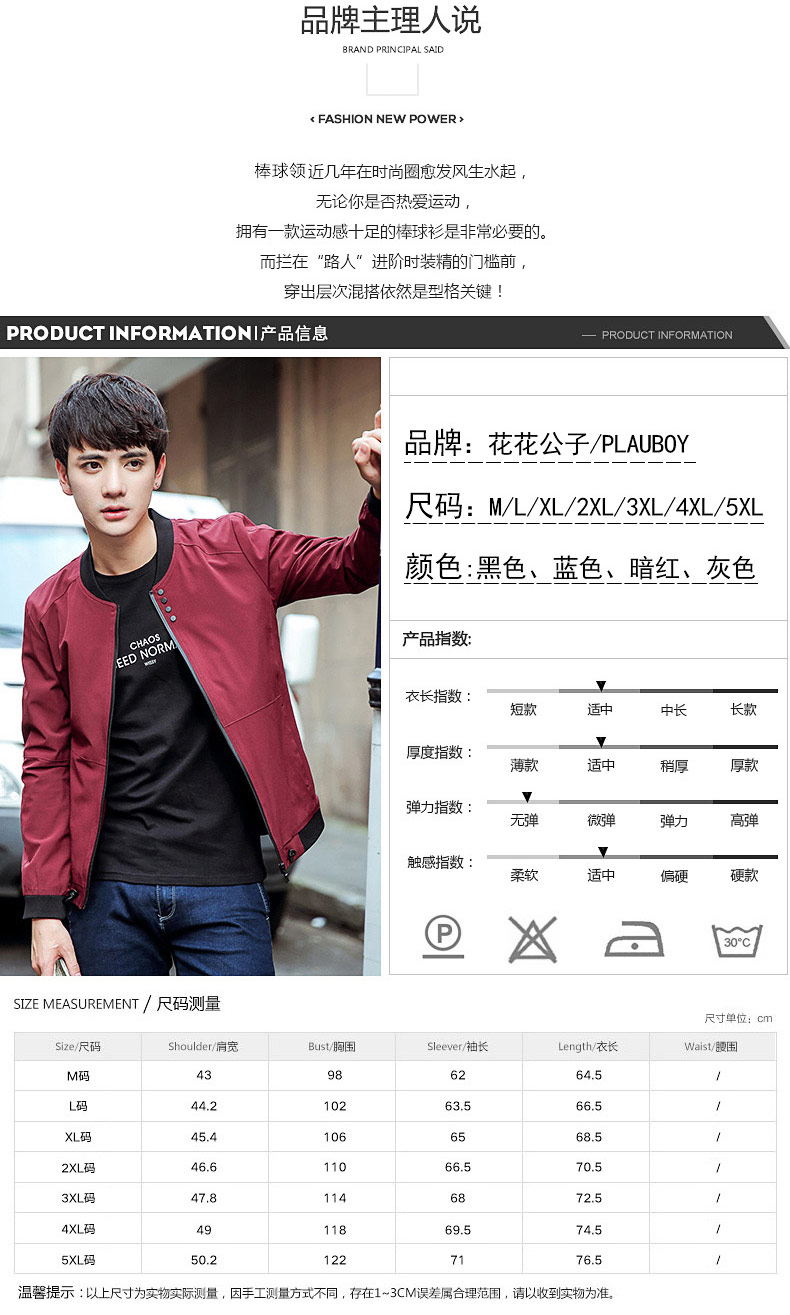 品牌主理人说
BRAND PRINCIPAL SAID
‹ FASHION NEW POWER ›
棒球领近几年在时尚圈愈发风生水起，
无论你是否热爱运动，
拥有一款运动感十足的棒球衫是非常必要的。
而拦在“路人”进阶时装精的门槛前，
穿出层次混搭依然是型格关键！
PRODUCT INFORMATION|产品信息 — PRODUCT INFORMATION
CHAOS
EED NORM
品牌：花花公子/PLAUBOY
尺码：M/L/XL/2XL/3XL/4XL/5XL
颜色:黑色、蓝色、暗红、灰色
产品指数:
衣长指数：
短款 适中 中长 长款
厚度指数：
薄款 适中 稍厚 厚款
弹力指数：
无弹 微弹 弹力 高弹
触感指数：
柔软 适中 偏硬 硬款
P 30°C
SIZE MEASUREMENT / 尺码测量
尺寸单位：cm
Size/尺码 Shoulder/肩宽 Bust/胸围 Sleever/袖长 Length/衣长 Waist/腰围
M码 43 98 62 64.5 /
L码 44.2 102 63.5 66.5 /
XL码 45.4 106 65 68.5 /
2XL码 46.6 110 66.5 70.5 /
3XL码 47.8 114 68 72.5 /
4XL码 49 118 69.5 74.5 /
5XL码 50.2 122 71 76.5 /
温馨提示：以上尺寸为实物实际测量，因手工测量方式不同，存在1~3CM误差属合理范围，请以收到实物为准。